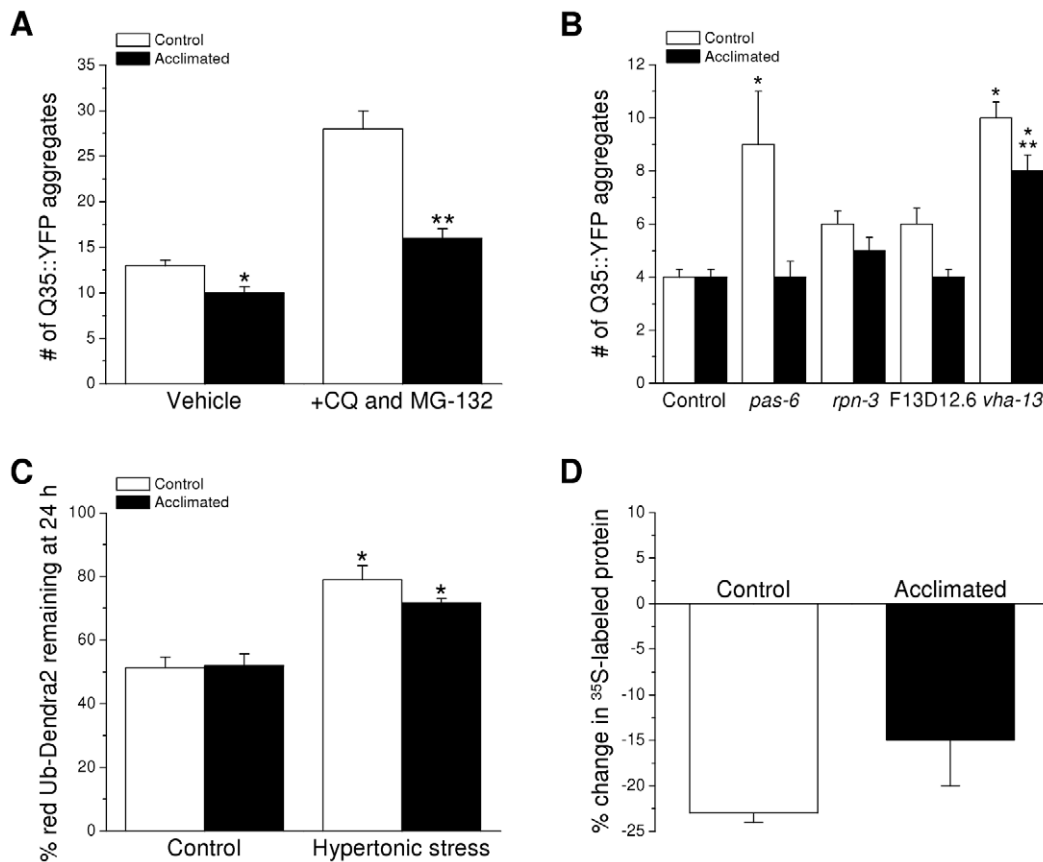 A
Control
Acclimated
# of Q35::YFP aggregates
35
30
25
20
15
10
5
0
*
**
Vehicle
+CQ and MG-132
B
Control
Acclimated
# of Q35::YFP aggregates
12
10
8
6
4
2
0
*
*
*
**
Control
pas-6
rpn-3
F13D12.6
vha-13
C
Control
Acclimated
% red Ub-Dendra2 remaining at 24 h
100
80
60
40
20
0
*
*
Control
Hypertonic stress
D
% change in ³⁵S-labeled protein
10
5
0
-5
-10
-15
-20
-25
Control
Acclimated